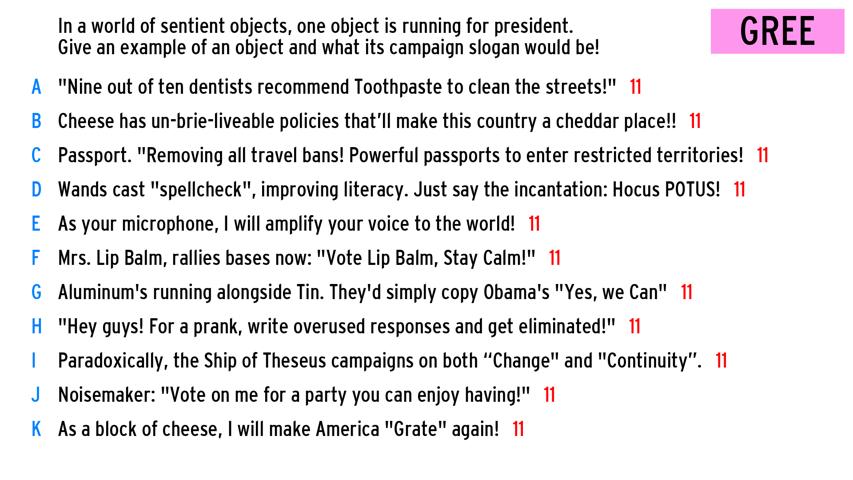 In a world of sentient objects, one object is running for president.
Give an example of an object and what its campaign slogan would be!
GREE
A "Nine out of ten dentists recommend Toothpaste to clean the streets!" 11
B Cheese has un-brie-liveable policies that’ll make this country a cheddar place!! 11
C Passport. "Removing all travel bans! Powerful passports to enter restricted territories! 11
D Wands cast "spellcheck", improving literacy. Just say the incantation: Hocus POTUS! 11
E As your microphone, I will amplify your voice to the world! 11
F Mrs. Lip Balm, rallies bases now: "Vote Lip Balm, Stay Calm!" 11
G Aluminum's running alongside Tin. They'd simply copy Obama's "Yes, we Can" 11
H "Hey guys! For a prank, write overused responses and get eliminated!" 11
I Paradoxically, the Ship of Theseus campaigns on both “Change" and "Continuity”. 11
J Noisemaker: "Vote on me for a party you can enjoy having!" 11
K As a block of cheese, I will make America "Grate" again! 11